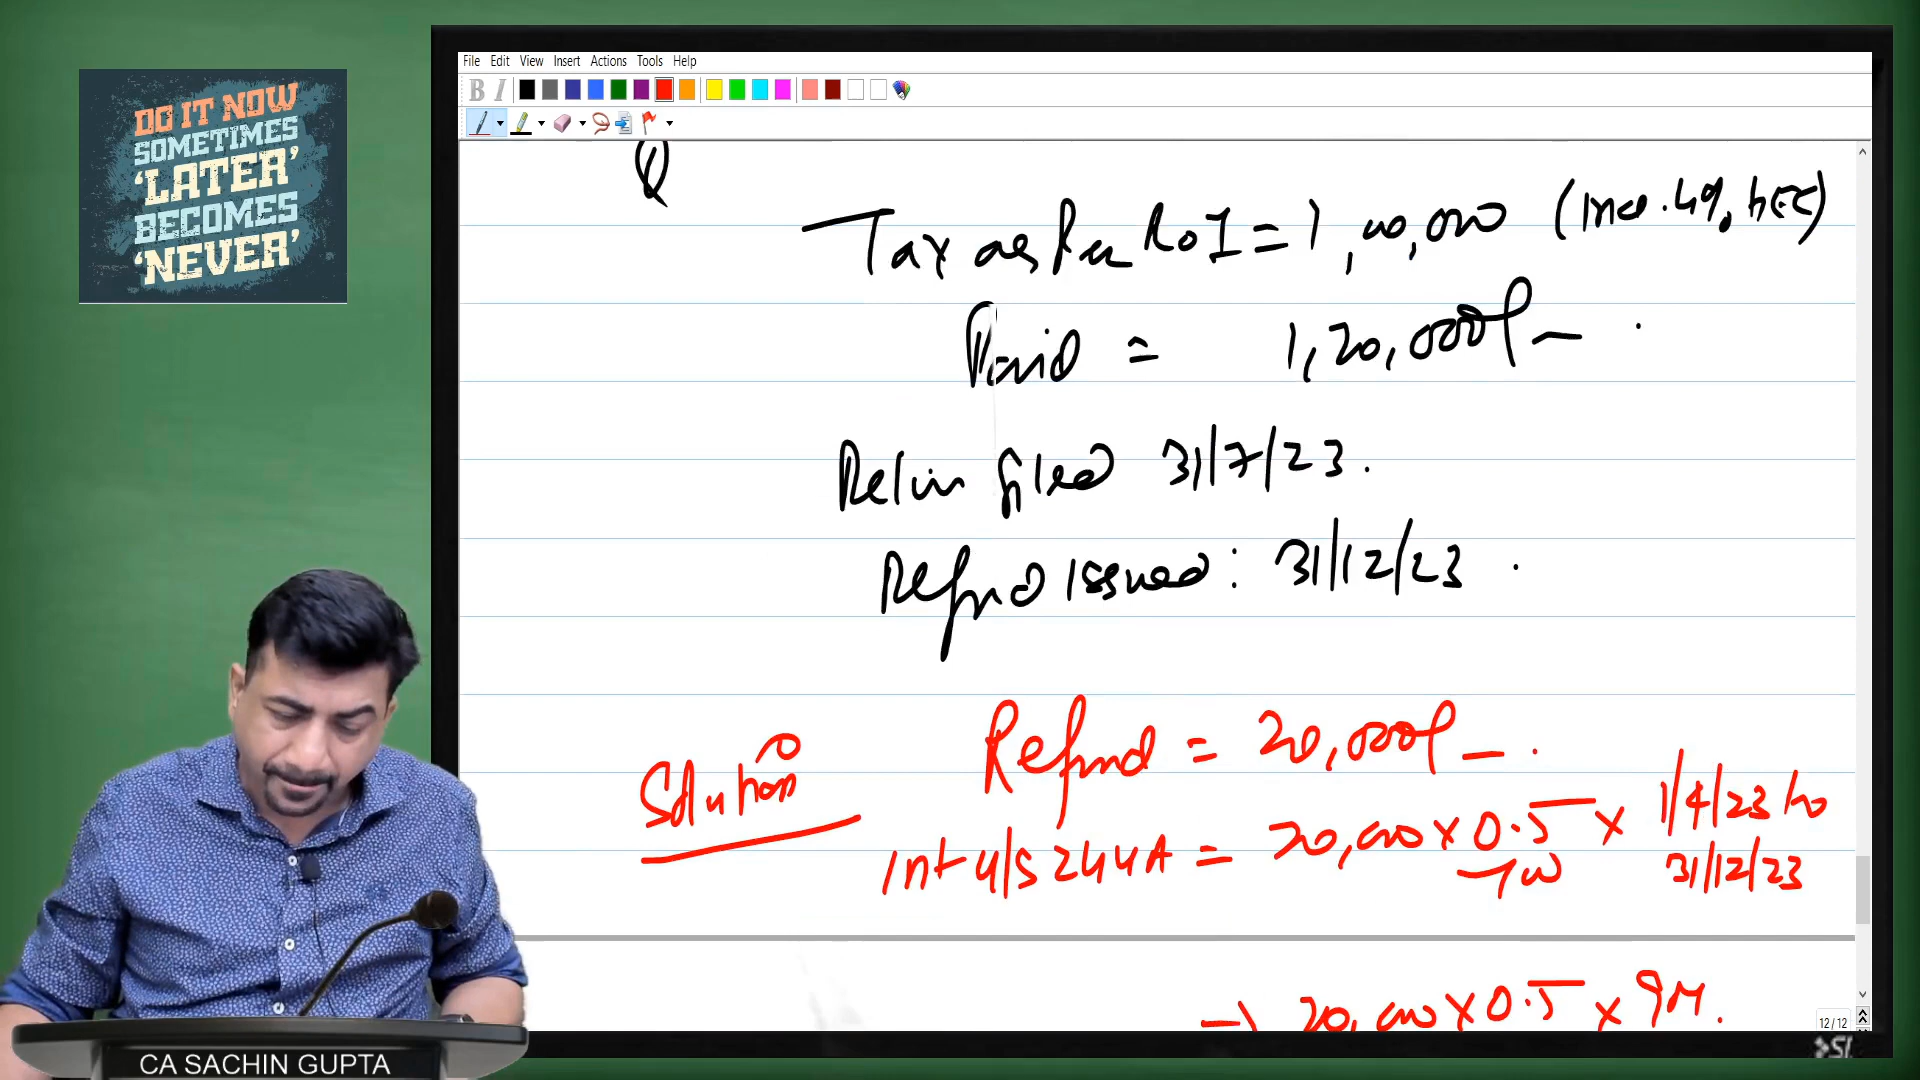 DO IT NOW
SOMETIMES
'LATER'
BECOMES
'NEVER'
File Edit View Insert Actions Tools Help
B I
Q
Tax as Per RoI = 1,00,000 (Incl. 4% hEC)
Paid = 1,20,000/-
Return filed 31/7/23.
Refund Issued : 31/12/23.
Solution
Refund = 20,000/-.
Int u/s 244A = 20,000 × 0.5 × 1/4/23 to
100 31/12/23
→ 20,000 × 0.5 × 9M.
12/12
CA SACHIN GUPTA